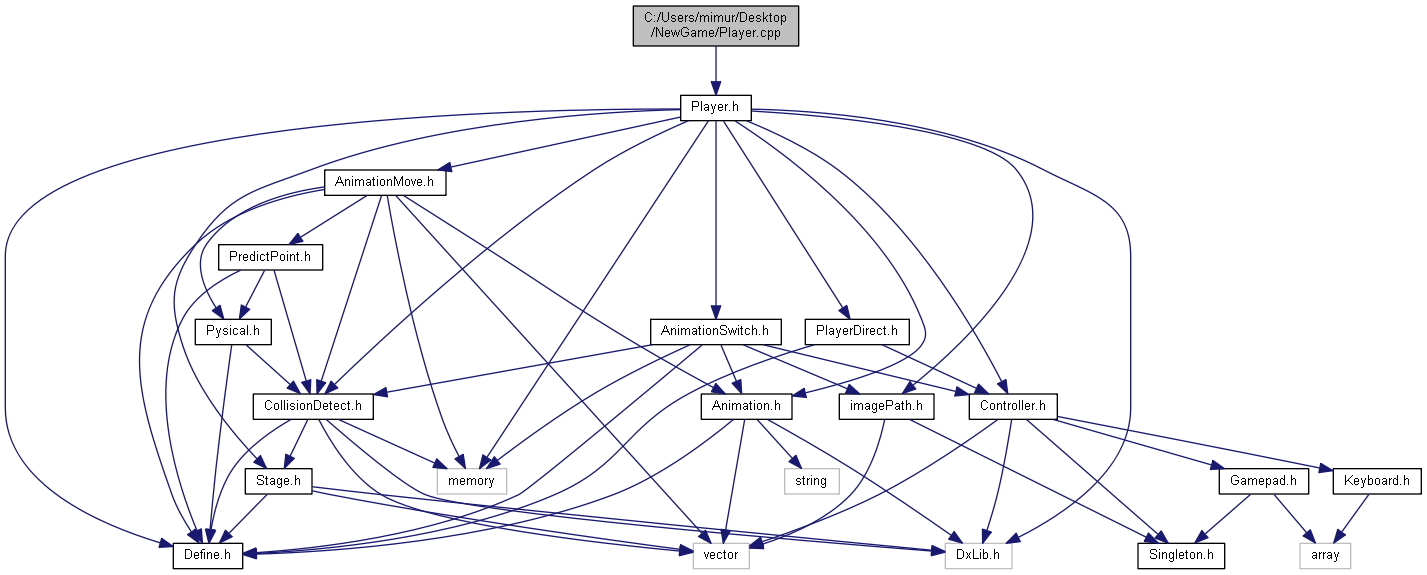 C:/Users/mimur/Desktop
/NewGame/Player.cpp
Player.h
AnimationMove.h
PredictPoint.h
Pysical.h
AnimationSwitch.h
PlayerDirect.h
CollisionDetect.h
Animation.h
imagePath.h
Controller.h
Stage.h
memory
string
Gamepad.h
Keyboard.h
Define.h
vector
DxLib.h
Singleton.h
array